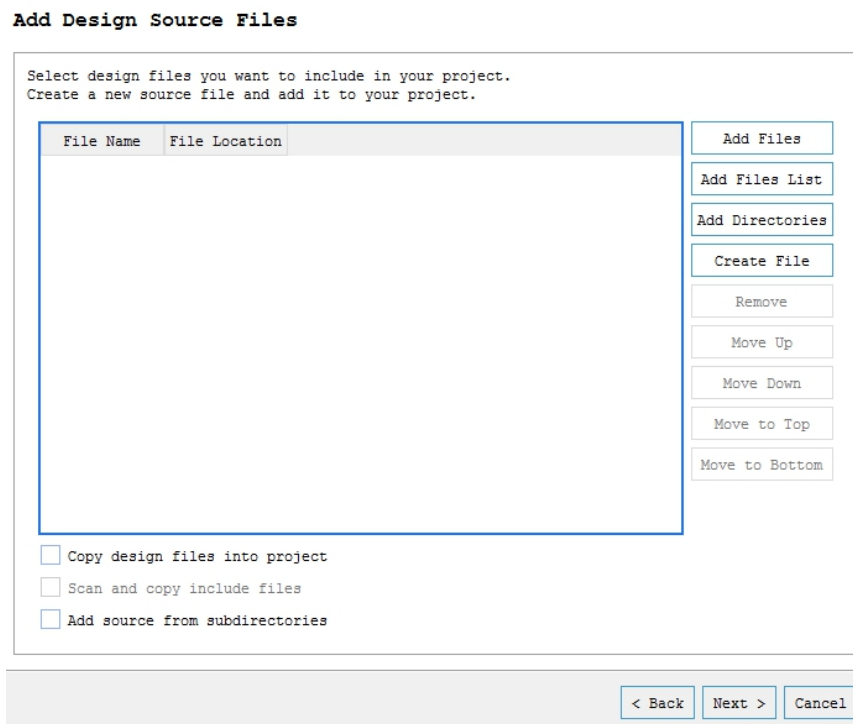 Add Design Source Files
Select design files you want to include in your project.
Create a new source file and add it to your project.
File Name File Location
Add Files
Add Files List
Add Directories
Create File
Remove
Move Up
Move Down
Move to Top
Move to Bottom
Copy design files into project
Scan and copy include files
Add source from subdirectories
< Back Next > Cancel